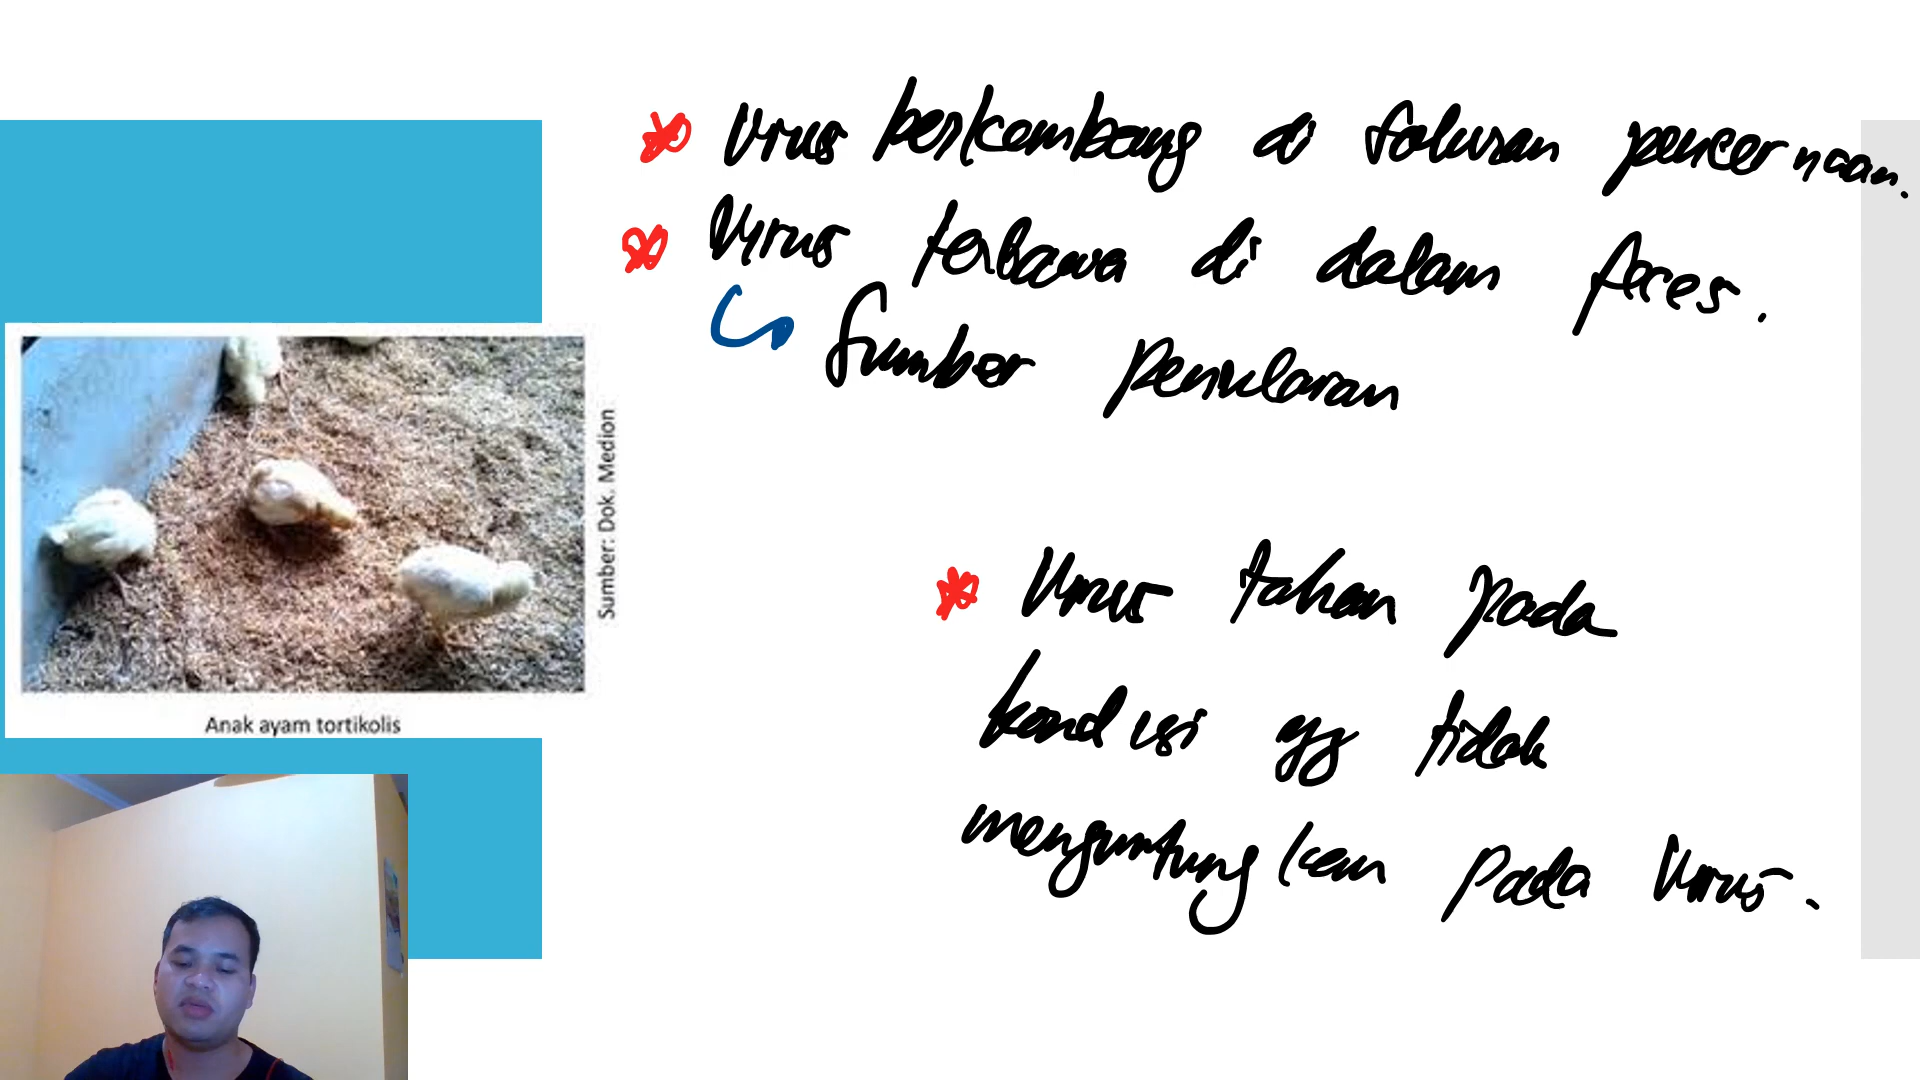 Virus berkembang di saluran pencernaan.
Virus terbawa di dalam feces.
Sumber penularan
Sumber: Dok. Medion
Anak ayam tortikolis
Virus tahan pada
kondisi yg tidak
menguntungkan pada virus.